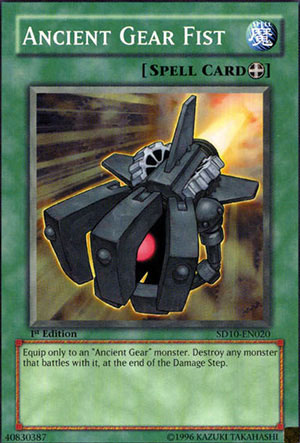 ANCIENT GEAR FIST 魔
[SPELL CARD]
1st Edition SD10-EN020
Equip only to an "Ancient Gear" monster. Destroy any monster
that battles with it, at the end of the Damage Step.
40830387 ©1996 KAZUKI TAKAHASHI